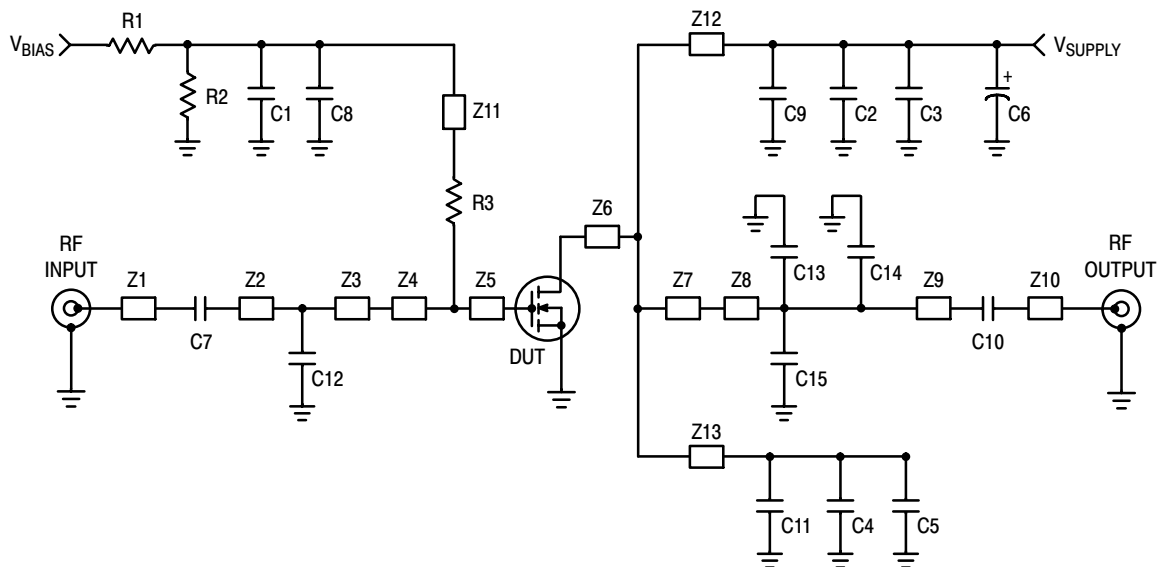 R1
Z12
VBIAS
VSUPPLY
R2
C1
C8
Z11
C9
C2
C3
+
C6
R3
Z6
RF
INPUT
Z1
Z2
Z3
Z4
Z5
C13
C14
RF
OUTPUT
Z7
Z8
Z9
Z10
C7
C12
DUT
C15
C10
Z13
C11
C4
C5